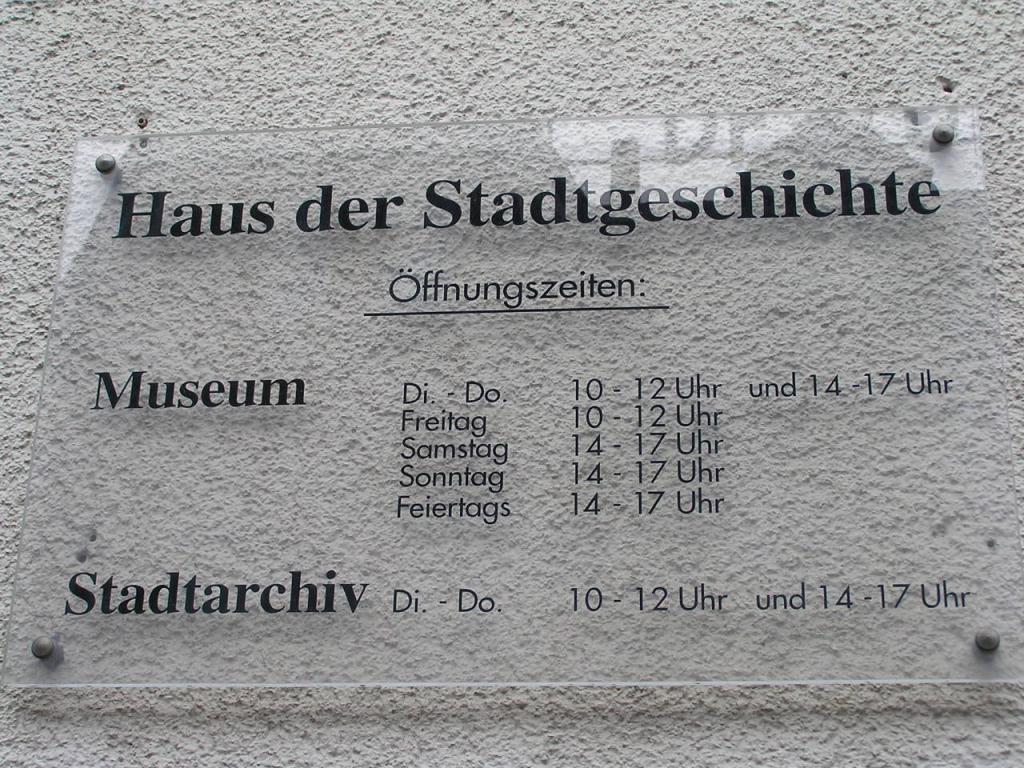 Haus der Stadtgeschichte
Öffnungszeiten:
Museum Di. - Do. 10 - 12 Uhr und 14 -17 Uhr
Freitag 10 - 12 Uhr
Samstag 14 - 17 Uhr
Sonntag 14 - 17 Uhr
Feiertags 14 - 17 Uhr
Stadtarchiv Di. - Do. 10 - 12 Uhr und 14 -17 Uhr